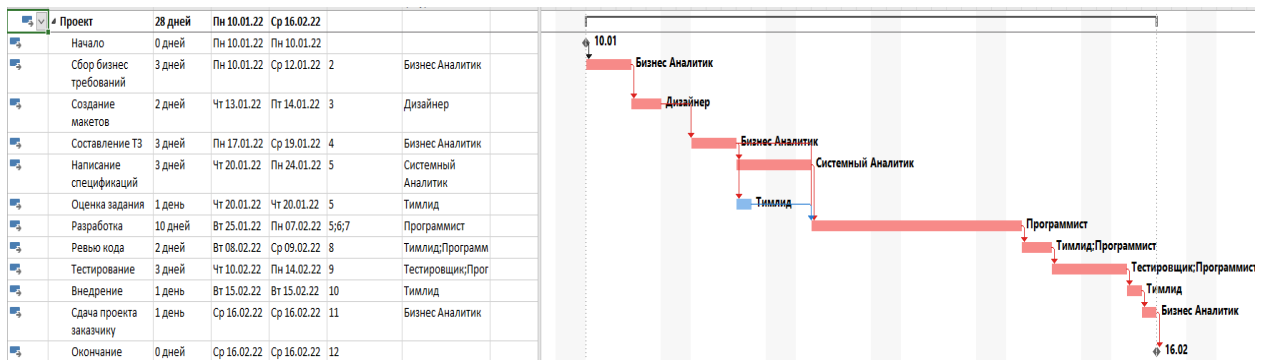 Проект 28 дней Пн 10.01.22 Ср 16.02.22
Начало 0 дней Пн 10.01.22 Пн 10.01.22 10.01
Сбор бизнес 3 дней Пн 10.01.22 Ср 12.01.22 2 Бизнес Аналитик Бизнес Аналитик
требований
Создание 2 дней Чт 13.01.22 Пт 14.01.22 3 Дизайнер Дизайнер
макетов
Составление ТЗ 3 дней Пн 17.01.22 Ср 19.01.22 4 Бизнес Аналитик Бизнес Аналитик
Написание 3 дней Чт 20.01.22 Пн 24.01.22 5 Системный Системный Аналитик
спецификаций Аналитик
Оценка задания 1 день Чт 20.01.22 Чт 20.01.22 5 Тимлид Тимлид
Разработка 10 дней Вт 25.01.22 Пн 07.02.22 5;6;7 Программист Программист
Ревью кода 2 дней Вт 08.02.22 Ср 09.02.22 8 Тимлид;Программ Тимлид;Программист
Тестирование 3 дней Чт 10.02.22 Пн 14.02.22 9 Тестировщик;Прог Тестировщик;Программист
Внедрение 1 день Вт 15.02.22 Вт 15.02.22 10 Тимлид Тимлид
Сдача проекта 1 день Ср 16.02.22 Ср 16.02.22 11 Бизнес Аналитик Бизнес Аналитик
заказчику
Окончание 0 дней Ср 16.02.22 Ср 16.02.22 12 16.02